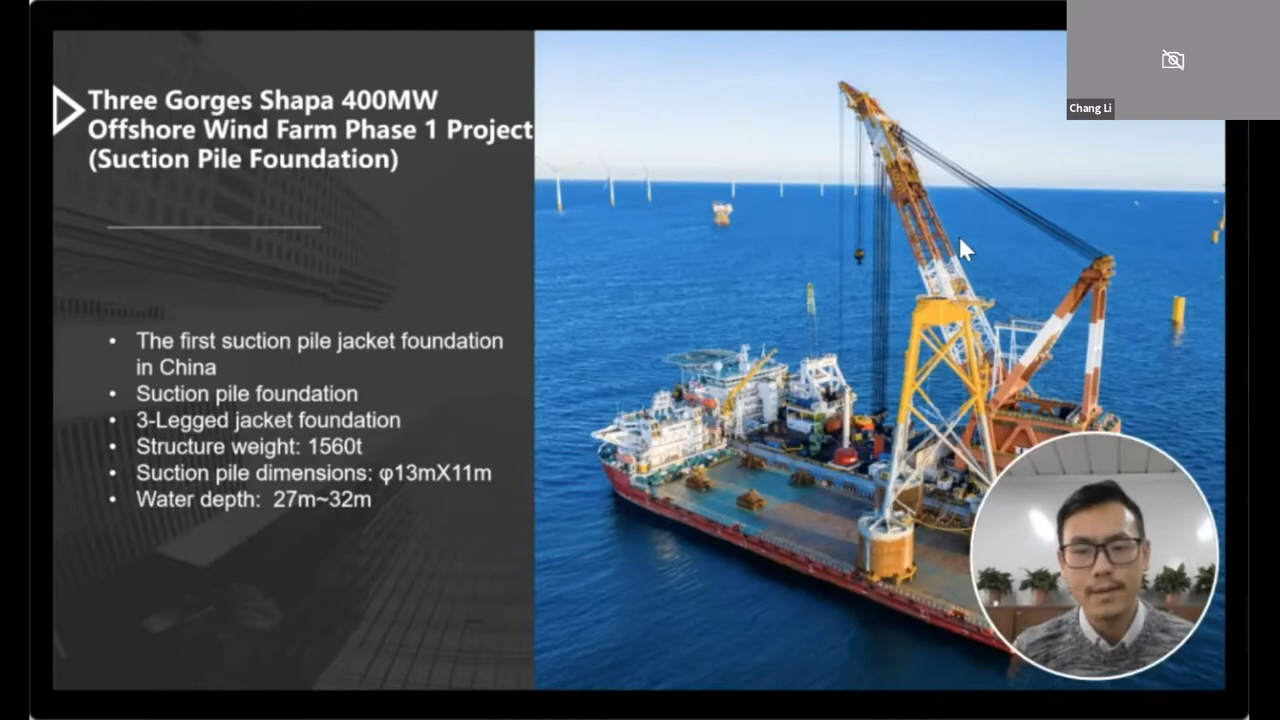 Three Gorges Shapa 400MW
Offshore Wind Farm Phase 1 Project
(Suction Pile Foundation)
• The first suction pile jacket foundation
in China
• Suction pile foundation
• 3-Legged jacket foundation
• Structure weight: 1560t
• Suction pile dimensions: φ13mX11m
• Water depth:  27m~32m
Chang Li